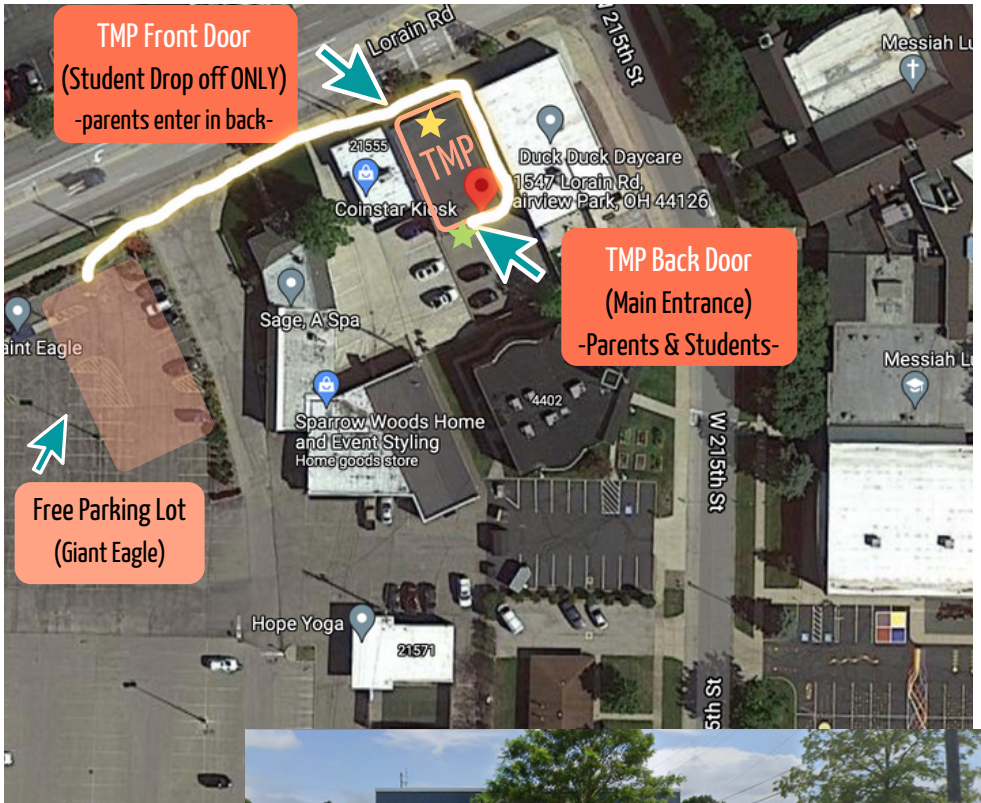 TMP Front Door
(Student Drop off ONLY)
-parents enter in back-
Lorain Rd
W 215th St
Messiah Lu
21555
TMP
Duck Duck Daycare
1547 Lorain Rd,
airview Park, OH 44126
Coinstar Kiosk
TMP Back Door
(Main Entrance)
-Parents & Students-
Sage, A Spa
aint Eagle
Messiah Lu
4402
Sparrow Woods Home
and Event Styling
Home goods store
W 215th St
Free Parking Lot
(Giant Eagle)
Hope Yoga
21571
5th St